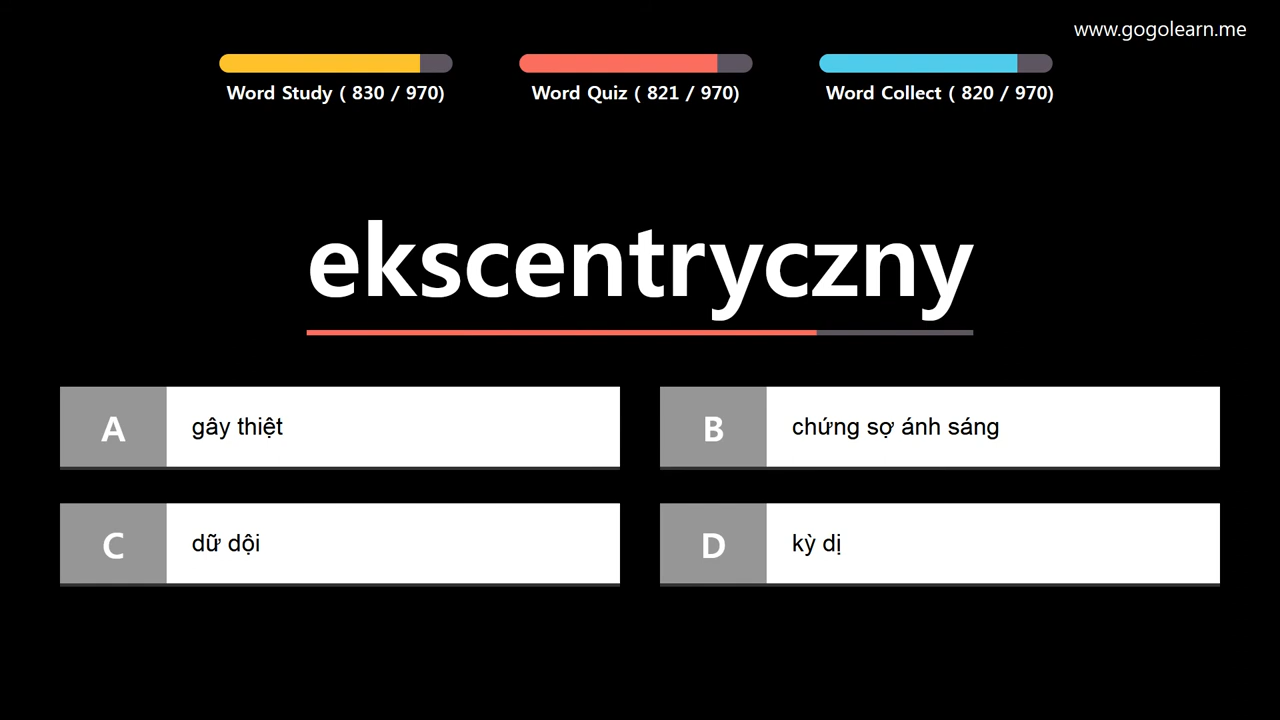 www.gogolearn.me
Word Study ( 830 / 970)
Word Quiz ( 821 / 970)
Word Collect ( 820 / 970)
ekscentryczny
A gây thiệt
B chứng sợ ánh sáng
C dữ dội
D kỳ dị